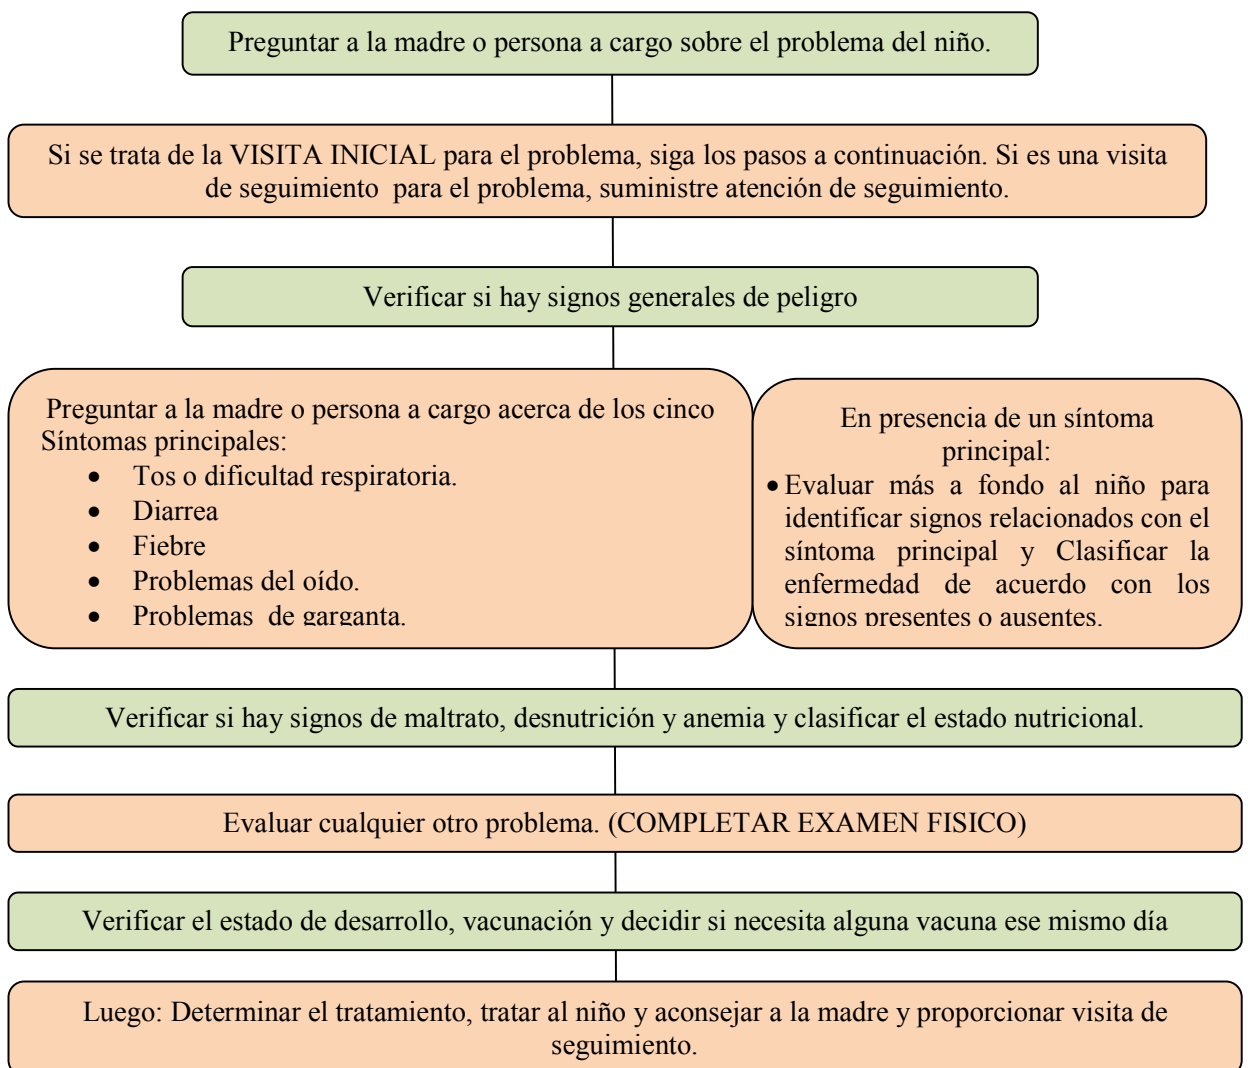 Preguntar a la madre o persona a cargo sobre el problema del niño.
Si se trata de la VISITA INICIAL para el problema, siga los pasos a continuación. Si es una visita
de seguimiento para el problema, suministre atención de seguimiento.
Verificar si hay signos generales de peligro
Preguntar a la madre o persona a cargo acerca de los cinco
Síntomas principales:
• Tos o dificultad respiratoria.
• Diarrea
• Fiebre
• Problemas del oído.
• Problemas de garganta.
En presencia de un síntoma
principal:
• Evaluar más a fondo al niño para
identificar signos relacionados con el
síntoma principal y Clasificar la
enfermedad de acuerdo con los
signos presentes o ausentes.
Verificar si hay signos de maltrato, desnutrición y anemia y clasificar el estado nutricional.
Evaluar cualquier otro problema. (COMPLETAR EXAMEN FISICO)
Verificar el estado de desarrollo, vacunación y decidir si necesita alguna vacuna ese mismo día
Luego: Determinar el tratamiento, tratar al niño y aconsejar a la madre y proporcionar visita de
seguimiento.